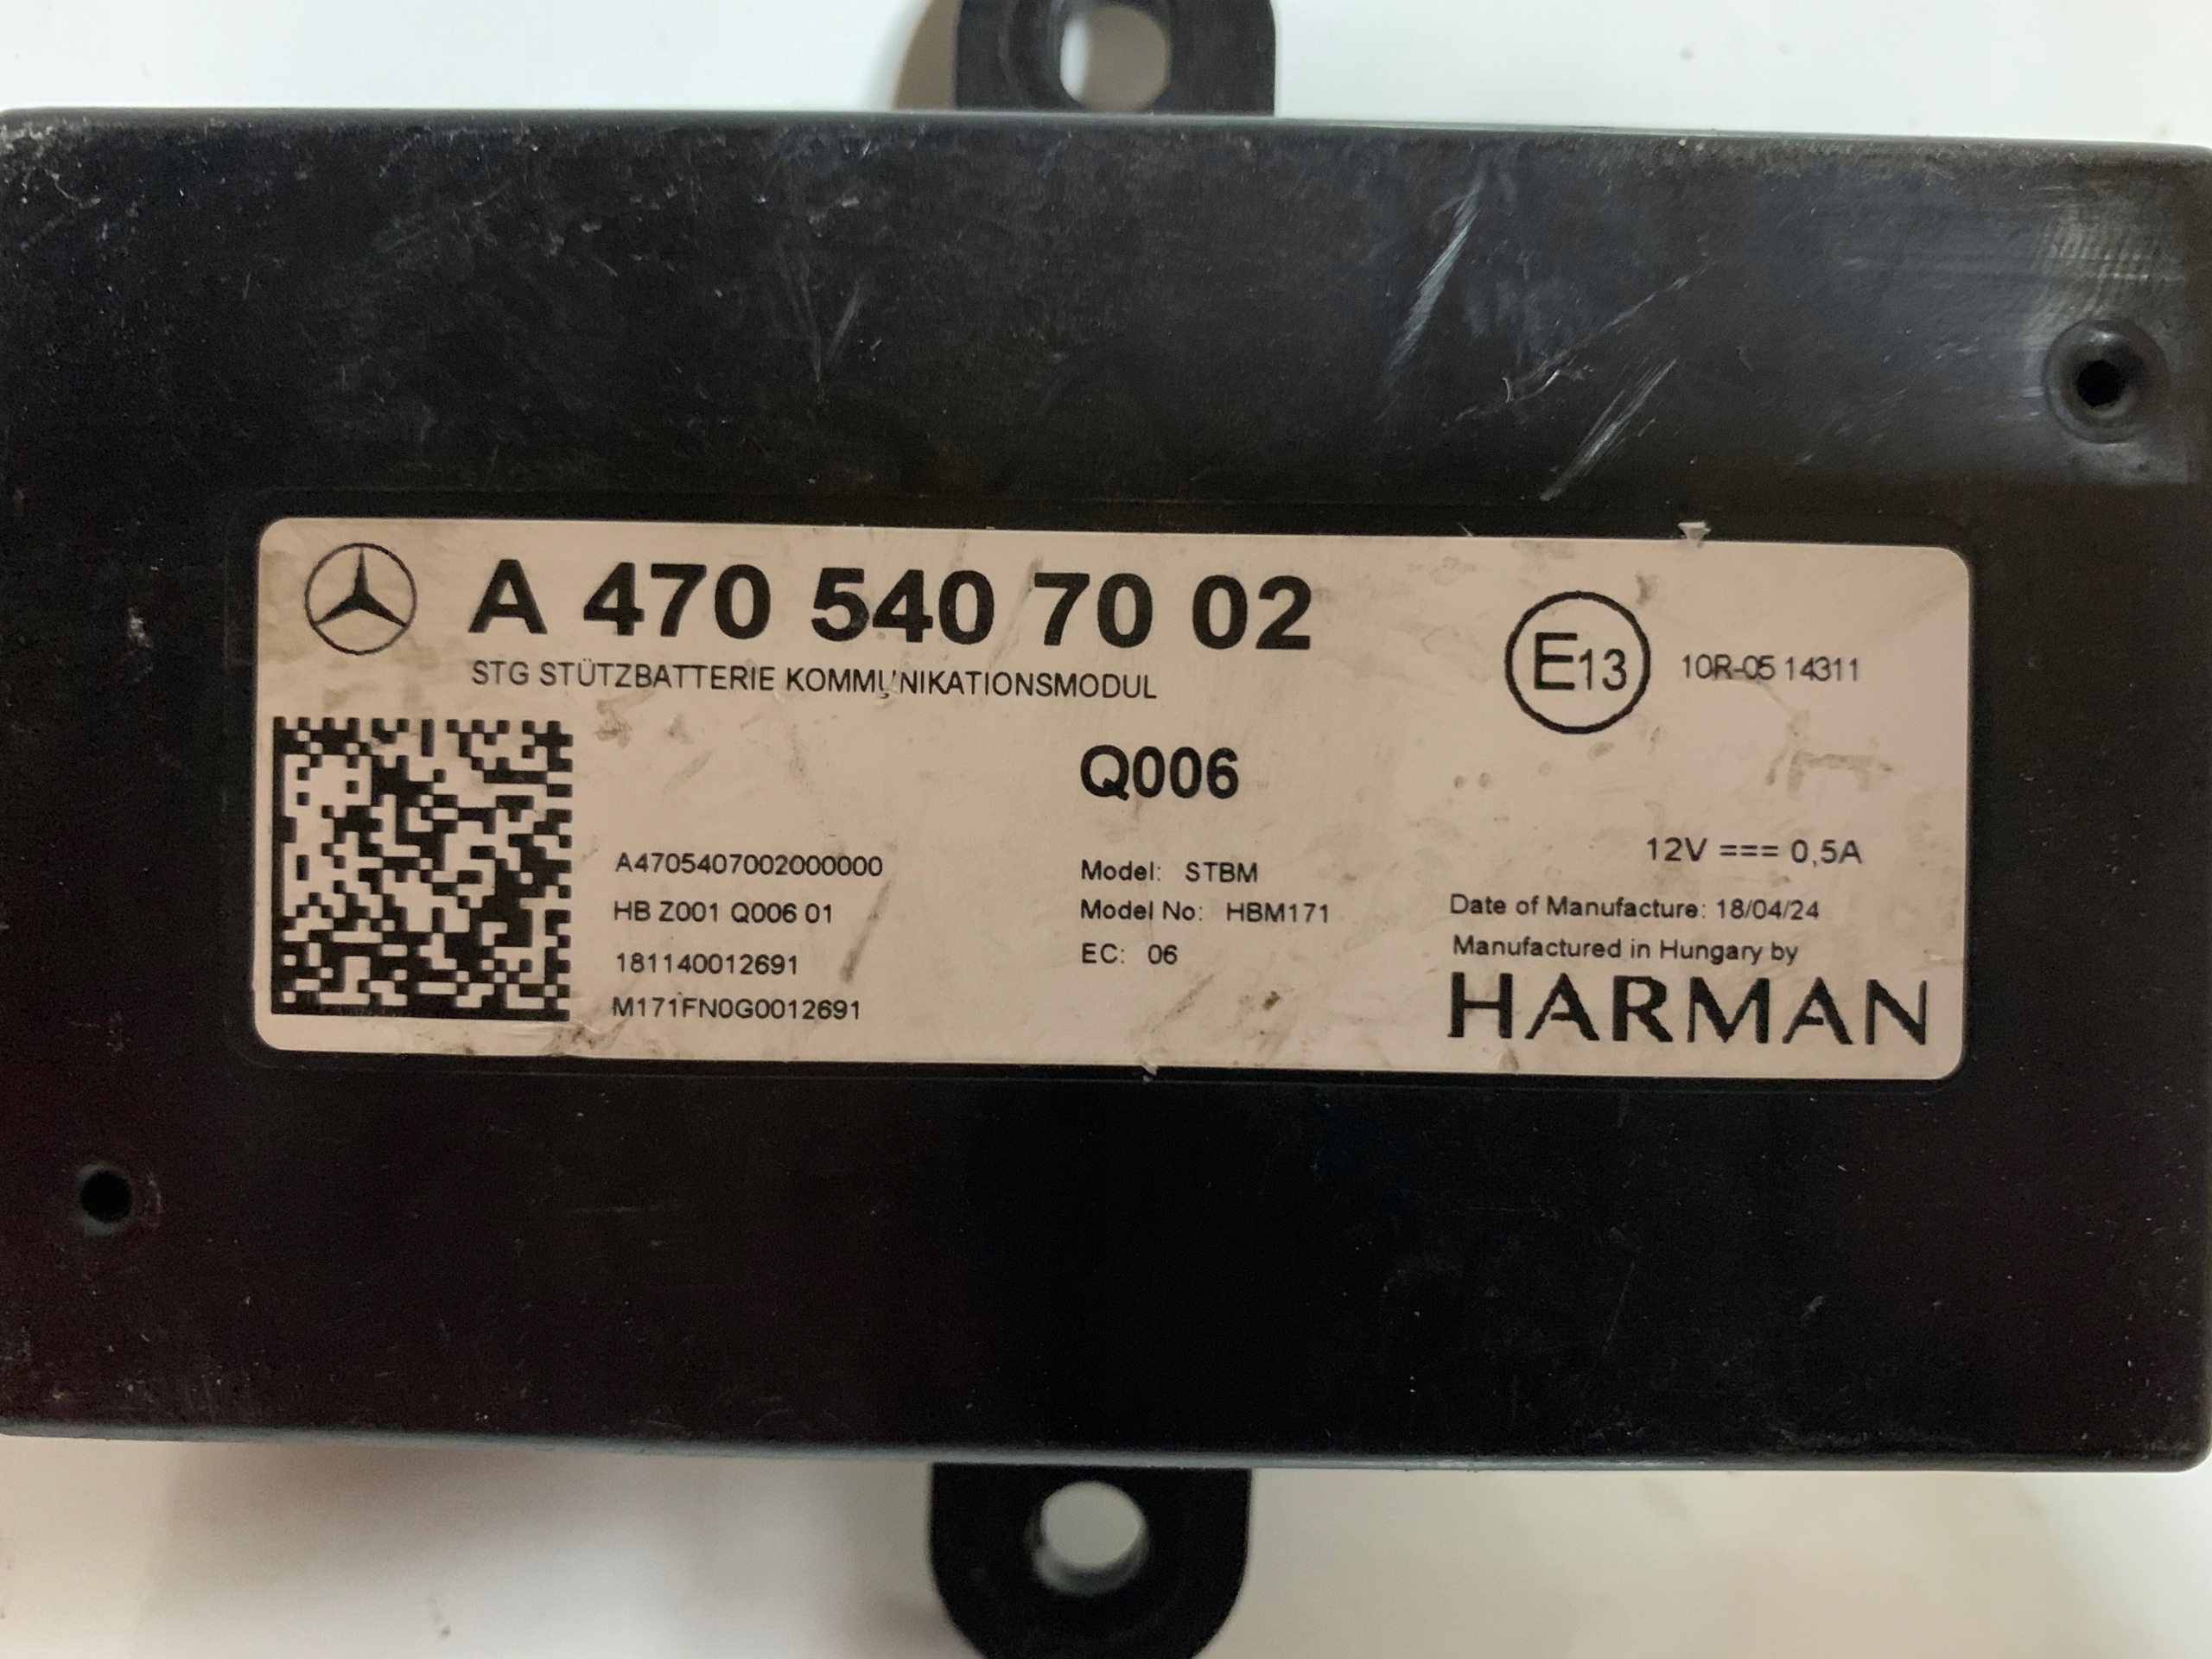 A 470 540 70 02
STG STÜTZBATTERIE KOMMUNIKATIONSMODUL
E13 10R-05 14311
Q006
12V === 0,5A
A4705407002000000
HB Z001 Q006 01
181140012691
M171FN0G0012691
Model: STBM
Model No: HBM171
EC: 06
Date of Manufacture: 18/04/24
Manufactured in Hungary by
HARMAN